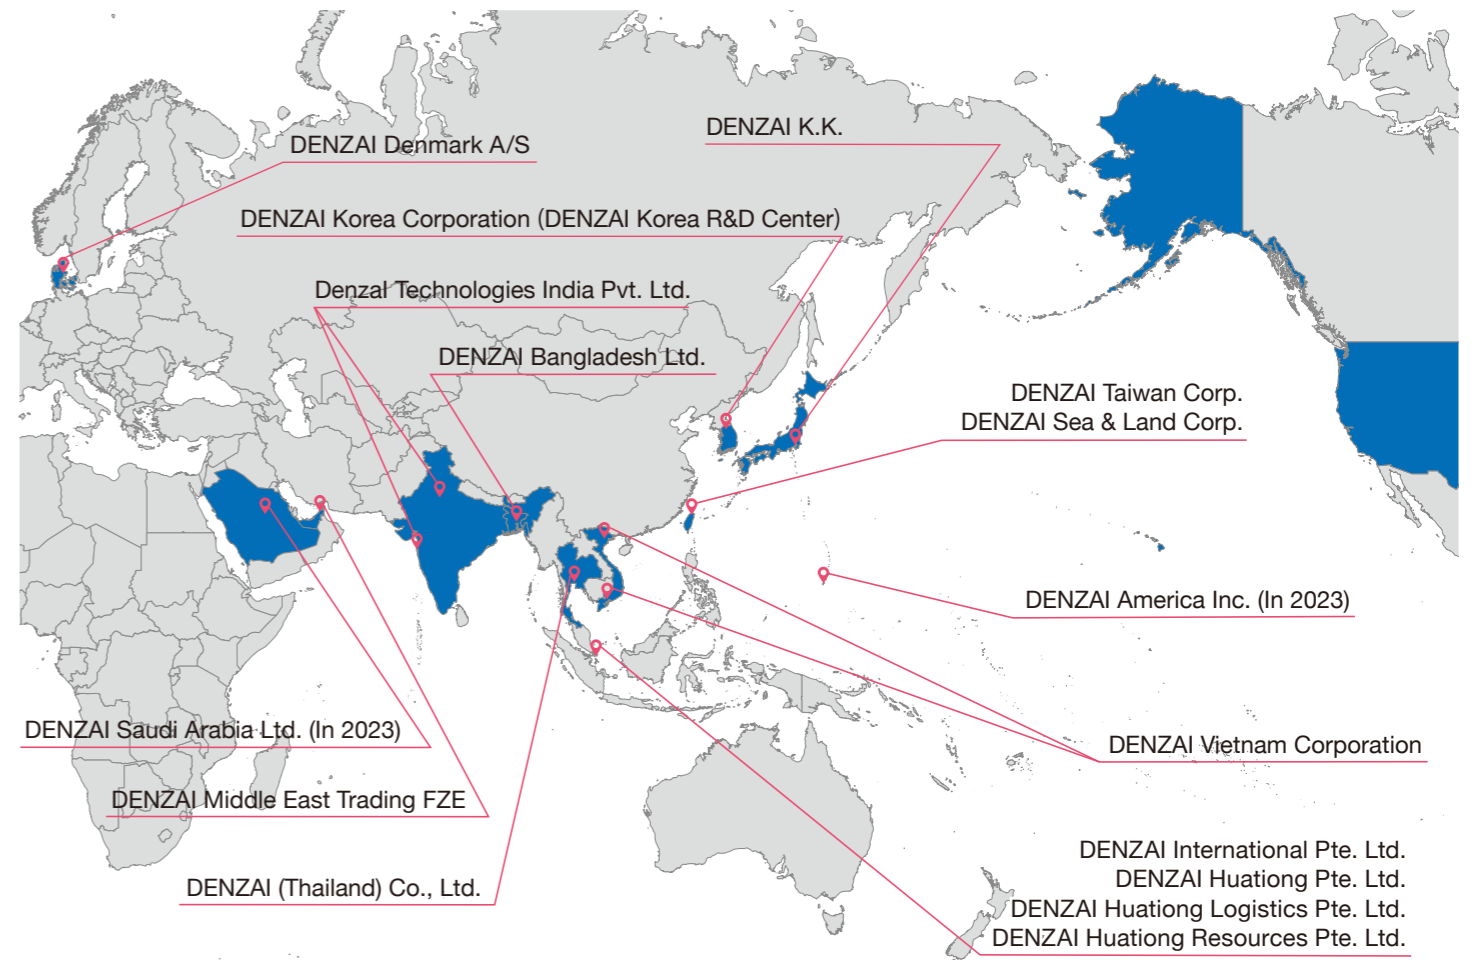 DENZAI K.K.
DENZAI Denmark A/S
DENZAI Korea Corporation (DENZAI Korea R&D Center)
Denzai Technologies India Pvt. Ltd.
DENZAI Bangladesh Ltd.
DENZAI Taiwan Corp.
DENZAI Sea & Land Corp.
DENZAI America Inc. (In 2023)
DENZAI Saudi Arabia Ltd. (In 2023)
DENZAI Vietnam Corporation
DENZAI Middle East Trading FZE
DENZAI International Pte. Ltd.
DENZAI Huationg Pte. Ltd.
DENZAI (Thailand) Co., Ltd.
DENZAI Huationg Logistics Pte. Ltd.
DENZAI Huationg Resources Pte. Ltd.